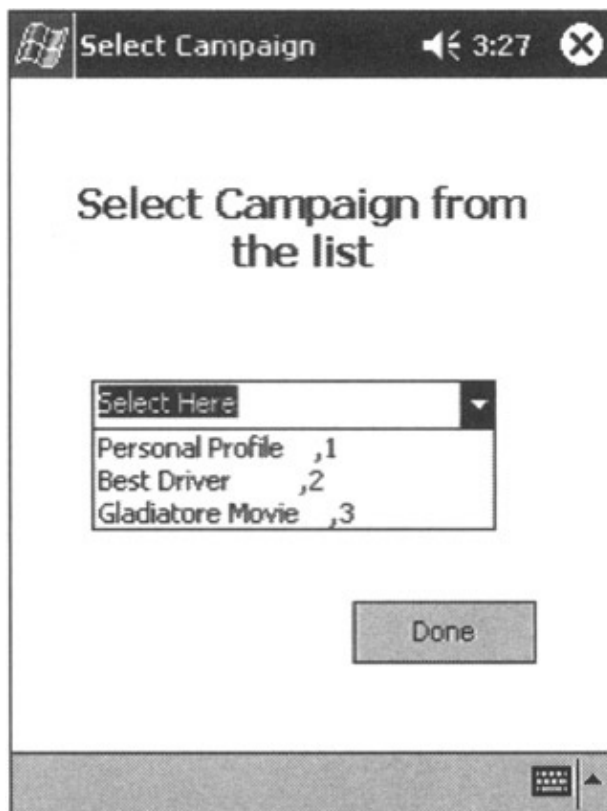 Select Campaign 3:27
Select Campaign from
the list
Select Here
Personal Profile ,1
Best Driver ,2
Gladiatore Movie ,3
Done